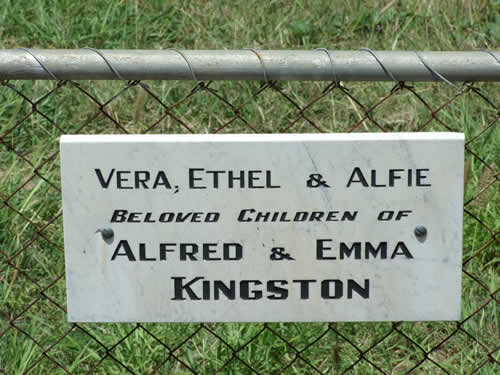 VERA, ETHEL & ALFIE
BELOVED CHILDREN OF
ALFRED & EMMA
KINGSTON